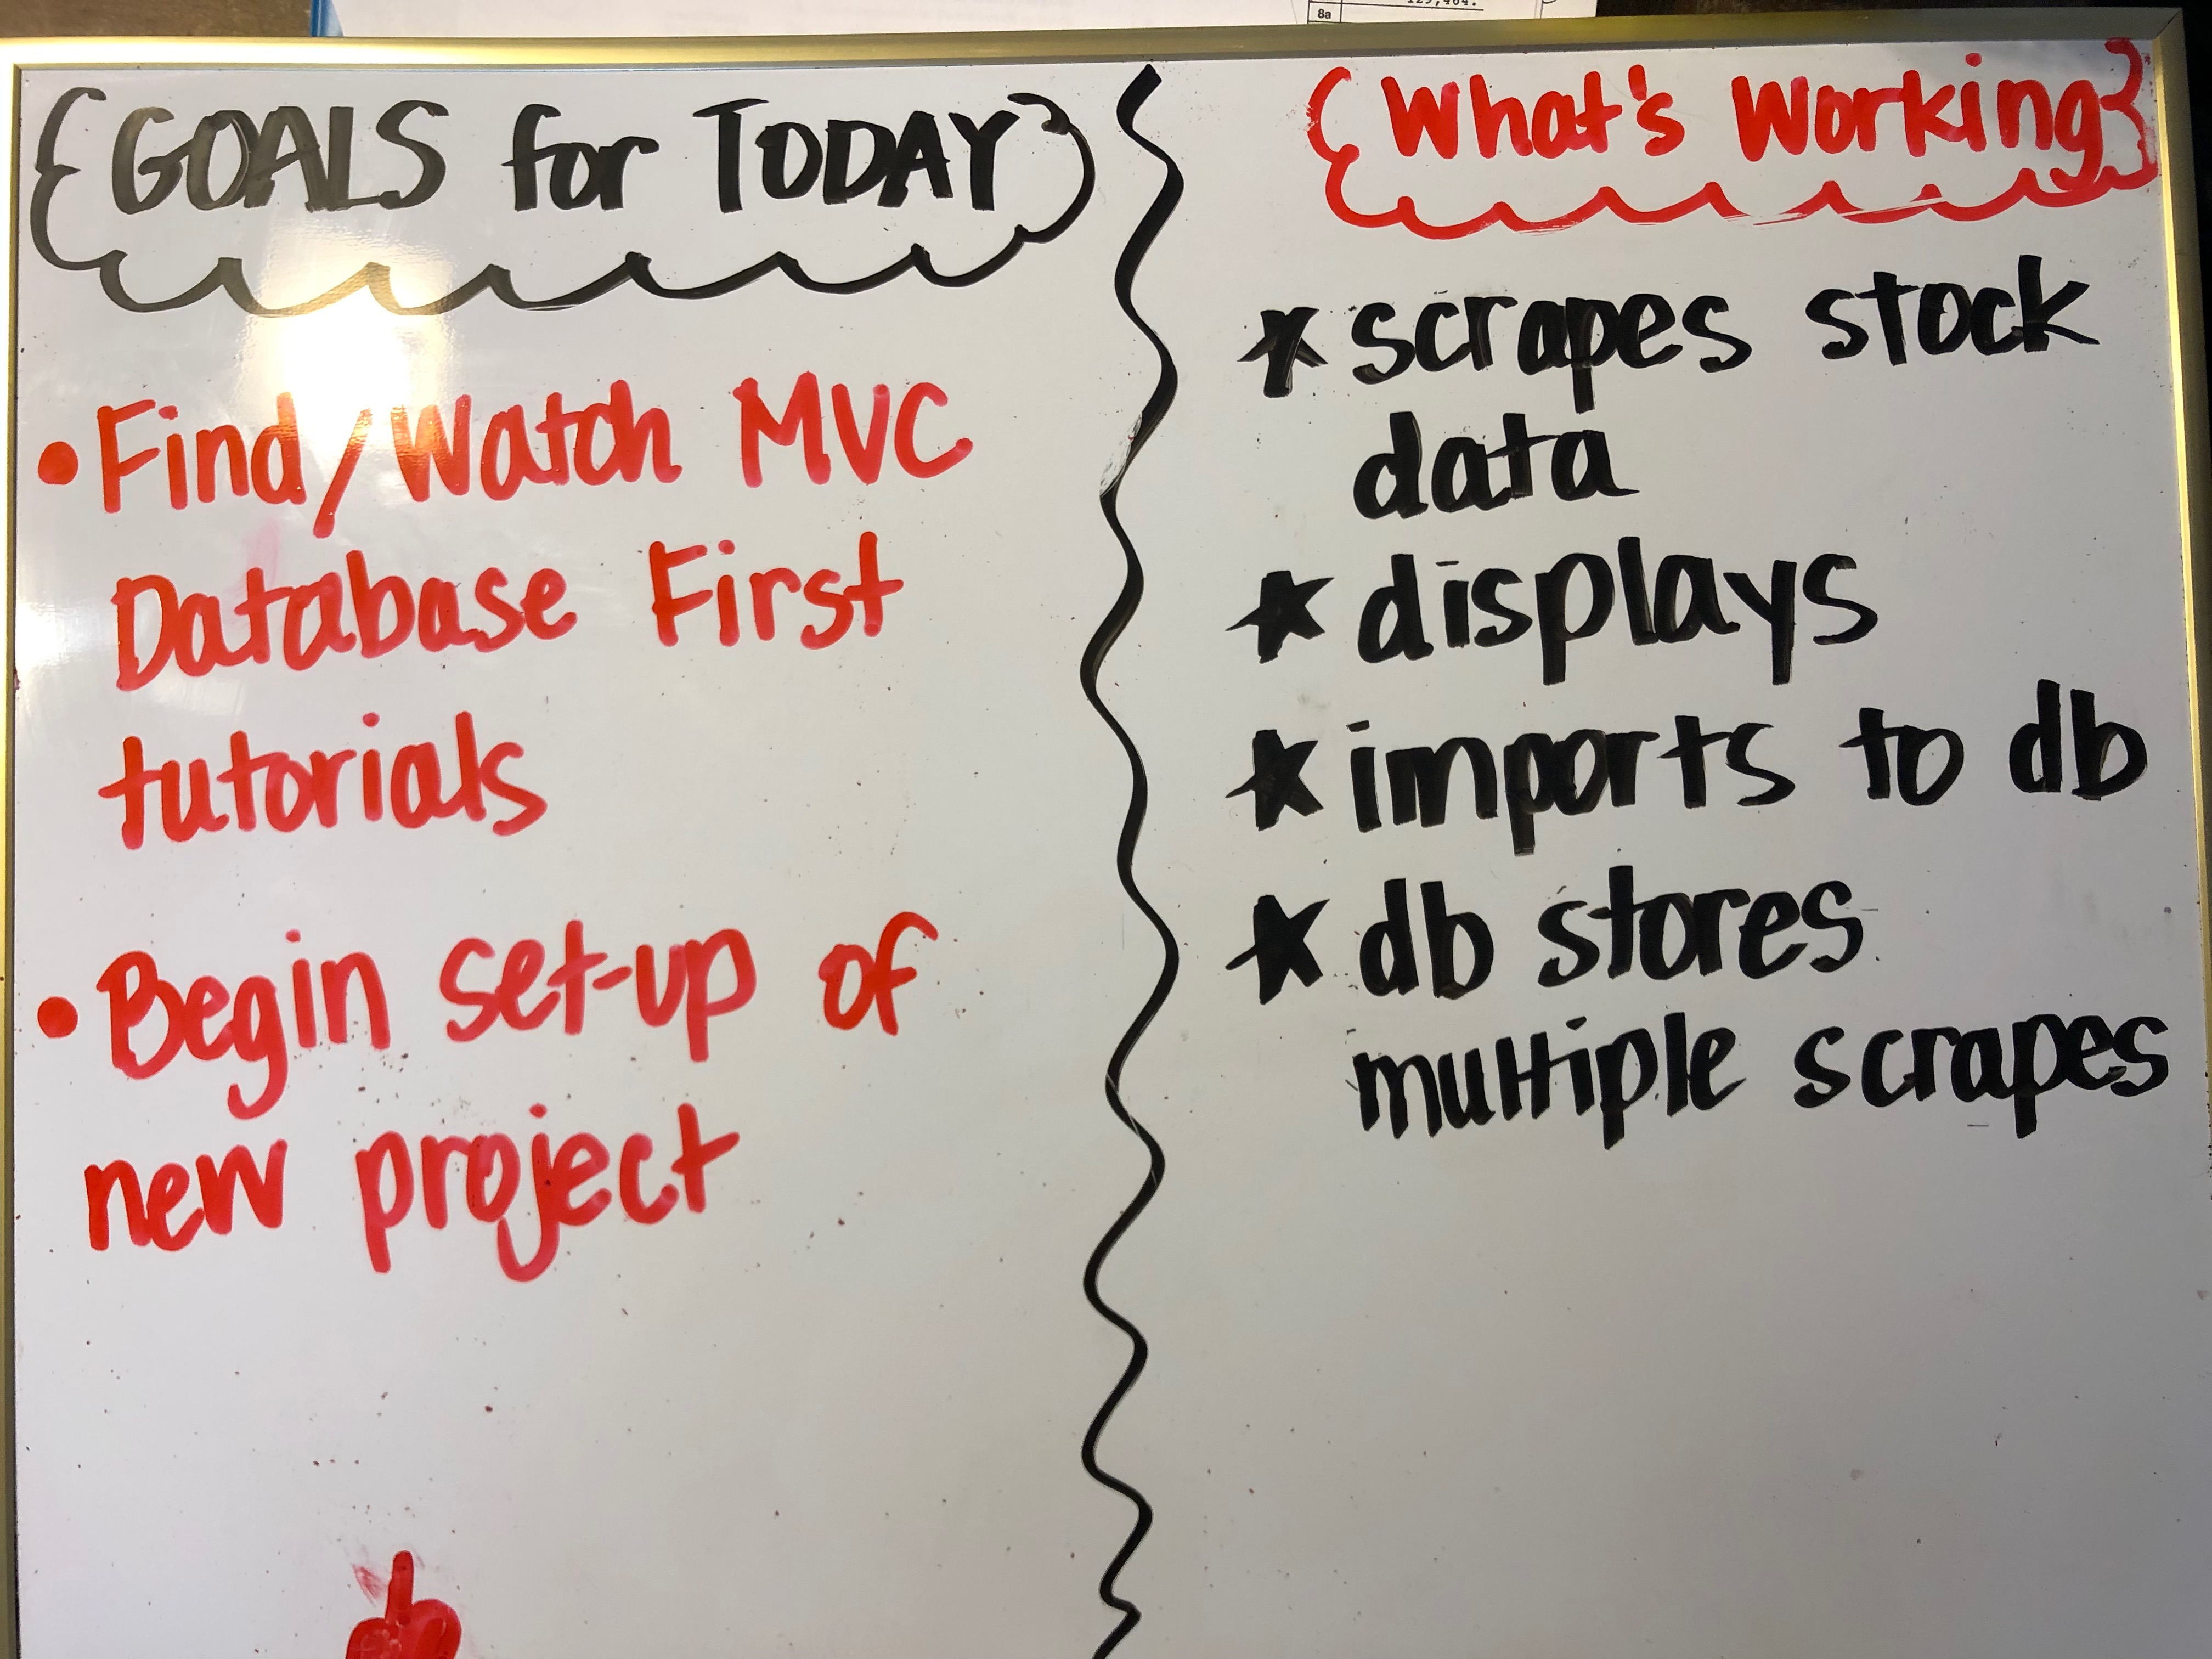 {GOALS for TODAY}
• Find/Watch MVC
Database First
tutorials
• Begin set-up of
new project
{What's Working}
* scrapes stock
data
★ displays
★ imports to db
★ db stores
multiple scrapes
8a